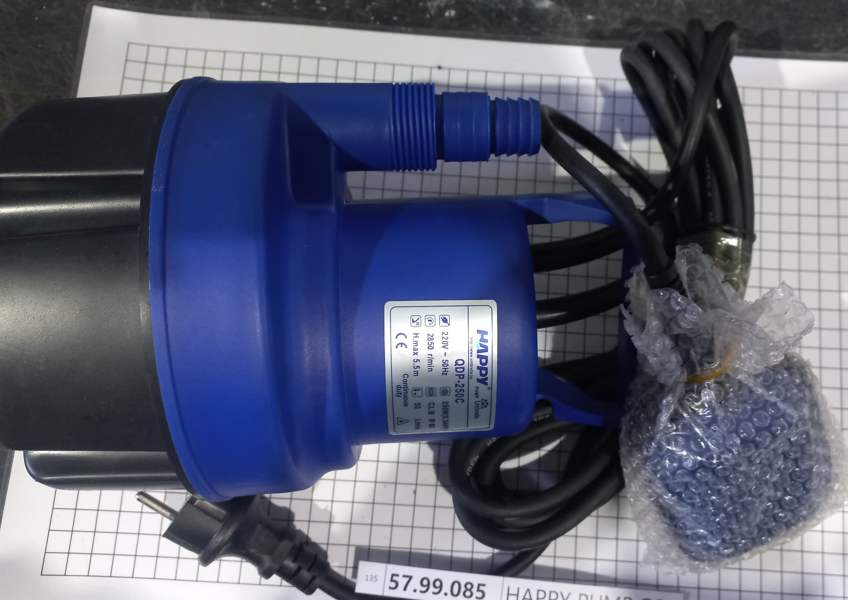 HAPPY
QDP-250C
220V ~ 50Hz
2850 r/min CL.B
H.max 5.5m 50 L/m
CE Continuous duty
135 57.99.085 HAPPY PUMP